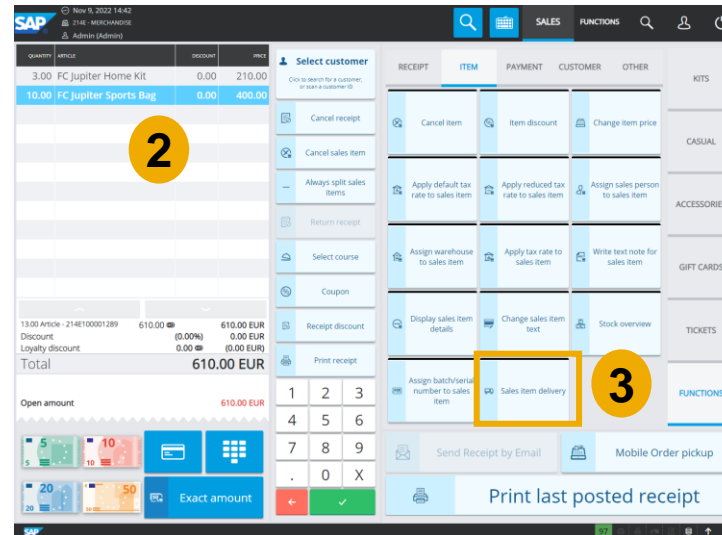 SAP
Nov 9, 2022 14:42
214E - MERCHANDISE
Admin (Admin)
SALES
FUNCTIONS
QUANTITY ARTICLE DISCOUNT PRICE
3.00 FC Jupiter Home Kit 0.00 210.00
10.00 FC Jupiter Sports Bag 0.00 400.00
2
13.00 Article - 214E100001289 610.00 610.00 EUR
Discount (0.00%) 0.00 EUR
Loyalty discount 0.00 (0.00 EUR)
Total 610.00 EUR
Open amount 610.00 EUR
5 5
10 10
20 20
50
Exact amount
Select customer
Click to search for a customer,
or scan a customer ID
Cancel receipt
Cancel sales item
Always split sales
items
Return receipt
Select course
Coupon
Receipt discount
Print receipt
1 2 3
4 5 6
7 8 9
. 0 X
RECEIPT ITEM PAYMENT CUSTOMER OTHER
Cancel item
Item discount
Change item price
Apply default tax
rate to sales item
Apply reduced tax
rate to sales item
Assign sales person
to sales item
Assign warehouse
to sales item
Apply tax rate to
sales item
Write text note for
sales item
Display sales item
details
Change sales item
text
Stock overview
Assign batch/serial
number to sales
item
Sales item delivery
3
Send Receipt by Email
Mobile Order pickup
Print last posted receipt
KITS
CASUAL
ACCESSORIE
GIFT CARDS
TICKETS
FUNCTIONS
SAP
97